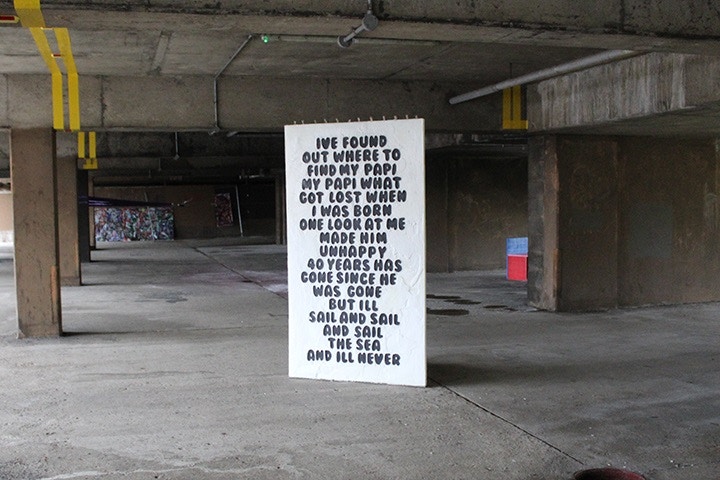 IVE FOUND
OUT WHERE TO
FIND MY PAPI
MY PAPI WHAT
GOT LOST WHEN
I WAS BORN
ONE LOOK AT ME
MADE HIM
UNHAPPY
40 YEARS HAS
GONE SINCE HE
WAS GONE
BUT ILL
SAIL AND SAIL
AND SAIL
THE SEA
AND ILL NEVER